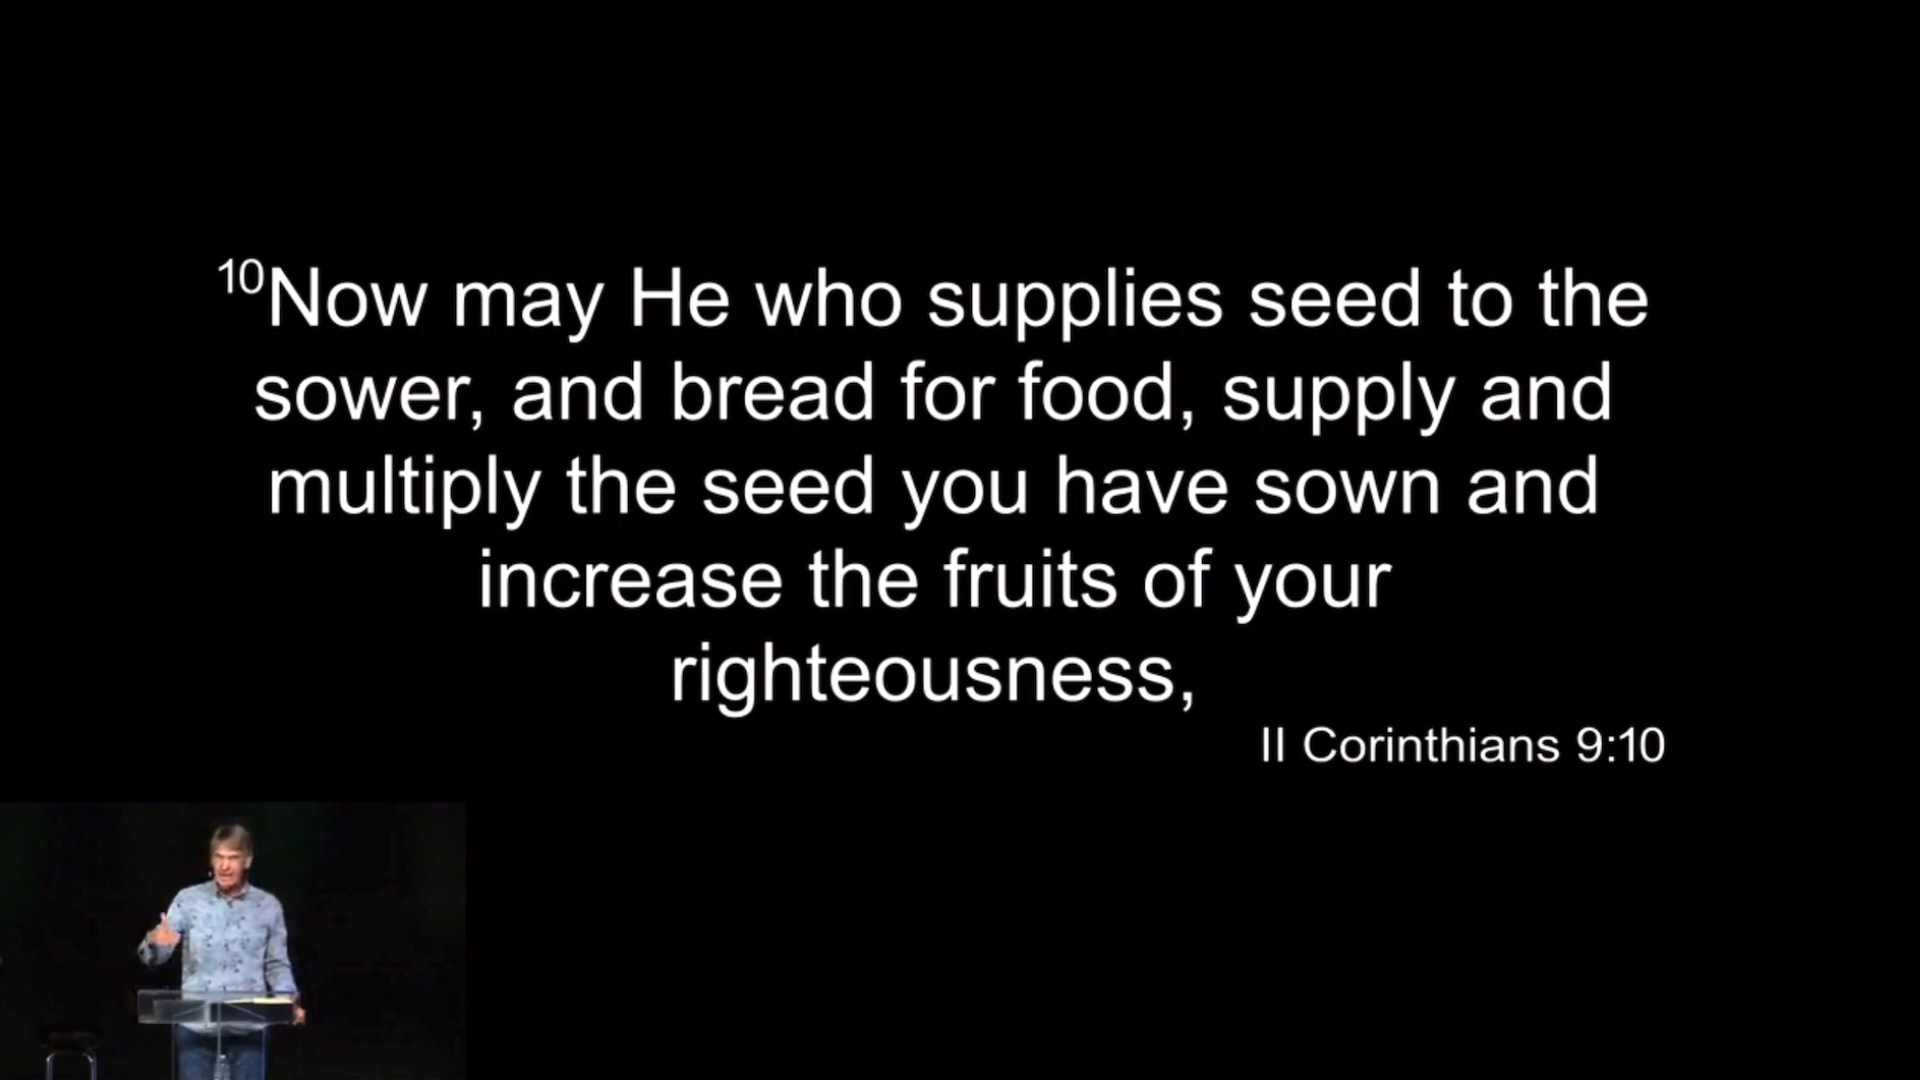 10Now may He who supplies seed to the
sower, and bread for food, supply and
multiply the seed you have sown and
increase the fruits of your
righteousness,
II Corinthians 9:10